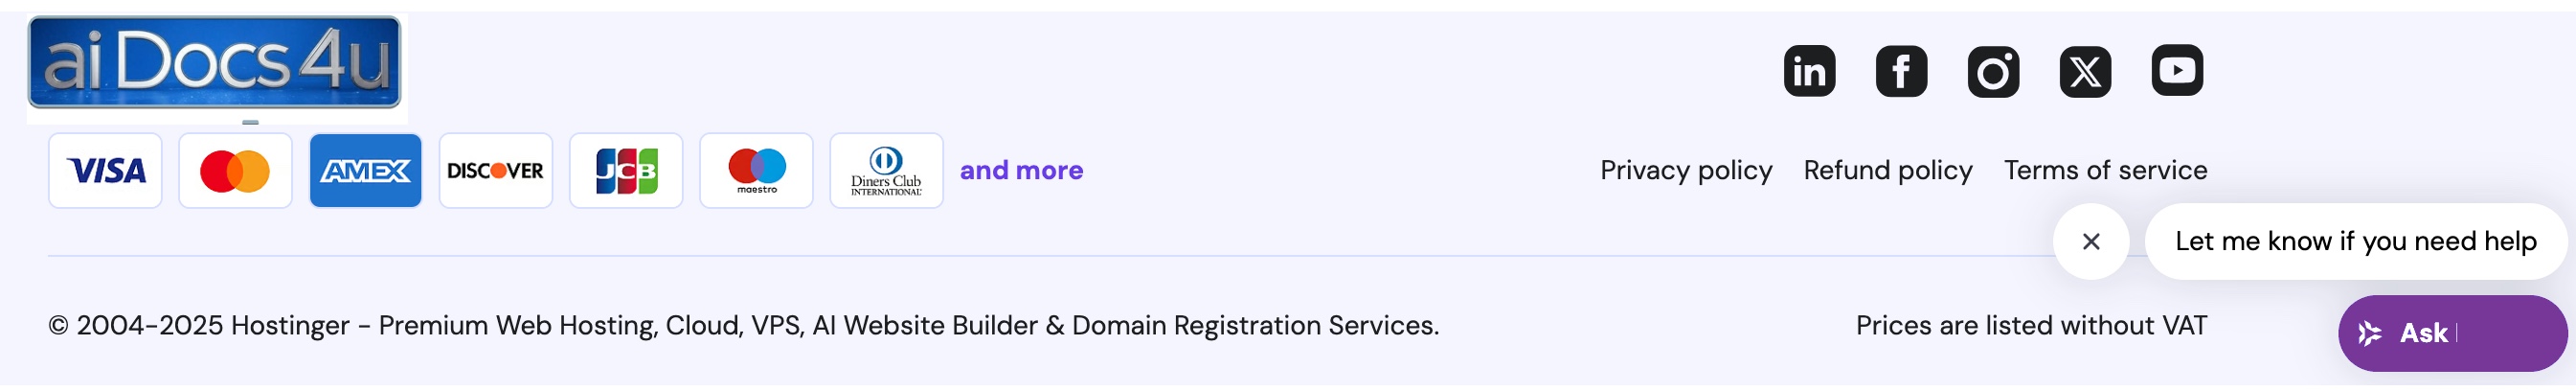 ai Docs 4u
VISA
AMEX
DISCOVER
JCB
maestro
Diners Club
INTERNATIONAL
and more
Privacy policy
Refund policy
Terms of service
Let me know if you need help
© 2004-2025 Hostinger - Premium Web Hosting, Cloud, VPS, AI Website Builder & Domain Registration Services.
Prices are listed without VAT
Ask